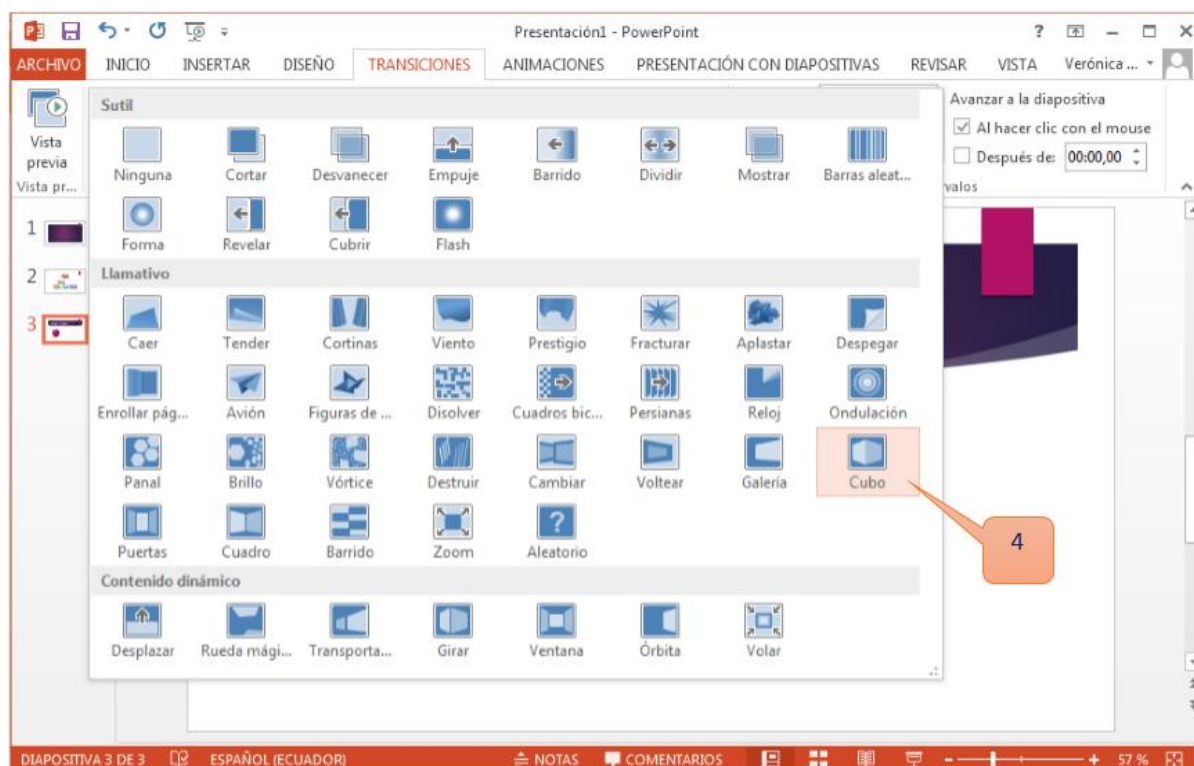 Presentación1 - PowerPoint
ARCHIVO INICIO INSERTAR DISEÑO TRANSICIONES ANIMACIONES PRESENTACIÓN CON DIAPOSITIVAS REVISAR VISTA Verónica ...
Vista previa
Vista pr...
Avanzar a la diapositiva
Al hacer clic con el mouse
Después de: 00:00,00
valos
1
2
3
Sutil
Ninguna Cortar Desvanecer Empuje Barrido Dividir Mostrar Barras aleat...
Forma Revelar Cubrir Flash
Llamativo
Caer Tender Cortinas Viento Prestigio Fracturar Aplastar Despegar
Enrollar pág... Avión Figuras de ... Disolver Cuadros bic... Persianas Reloj Ondulación
Panal Brillo Vórtice Destruir Cambiar Voltear Galería Cubo
Puertas Cuadro Barrido Zoom Aleatorio
4
Contenido dinámico
Desplazar Rueda mági... Transporta... Girar Ventana Órbita Volar
DIAPOSITIVA 3 DE 3 ESPAÑOL (ECUADOR) NOTAS COMENTARIOS 57 %